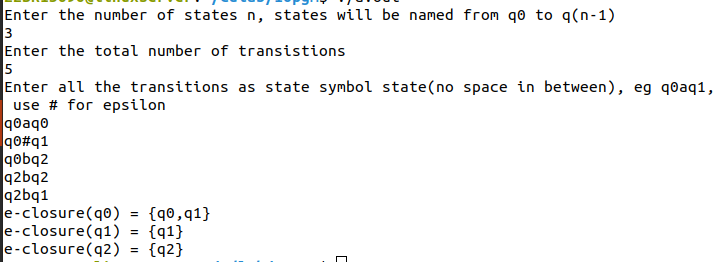 Enter the number of states n, states will be named from q0 to q(n-1)
3
Enter the total number of transistions
5
Enter all the transitions as state symbol state(no space in between), eg q0aq1,
 use # for epsilon
q0aq0
q0#q1
q0bq2
q2bq2
q2bq1
e-closure(q0) = {q0,q1}
e-closure(q1) = {q1}
e-closure(q2) = {q2}